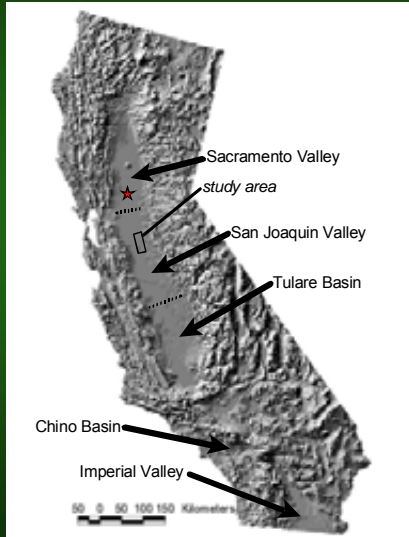 Sacramento Valley
study area
San Joaquin Valley
Tulare Basin
Chino Basin
Imperial Valley
50 0 50 100 150 Kilometers